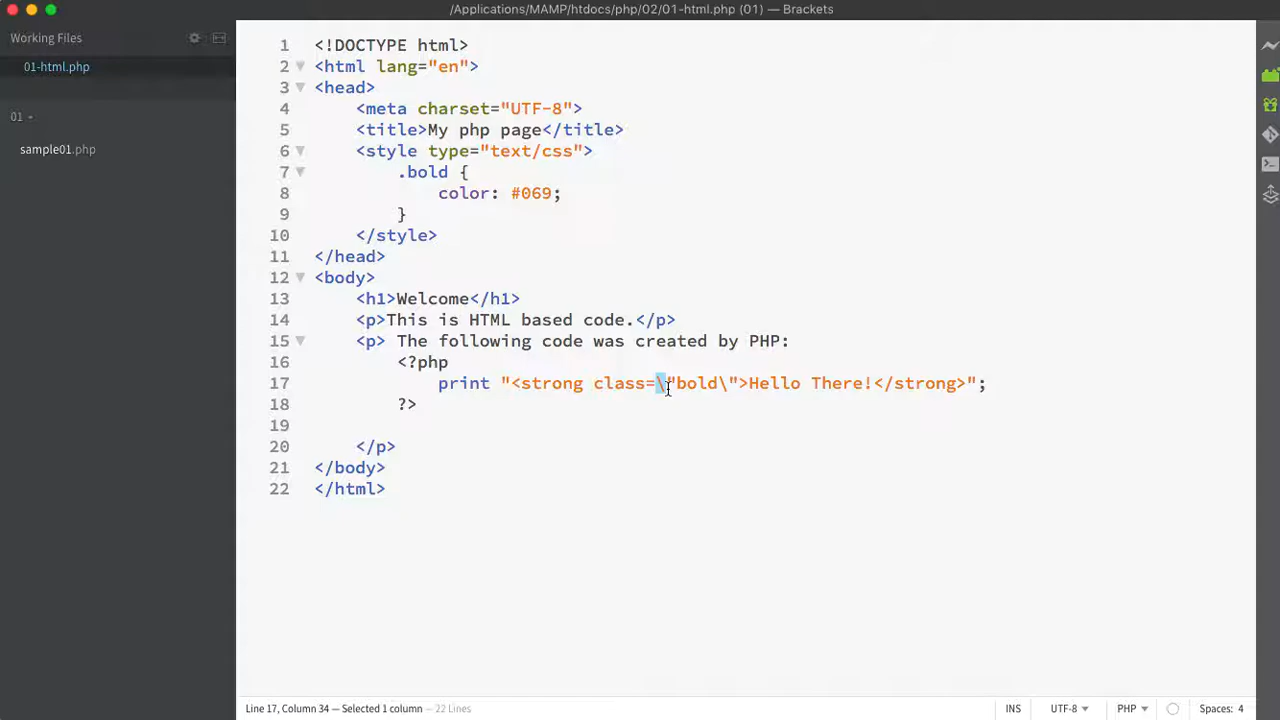 /Applications/MAMP/htdocs/php/02/01-html.php (01) — Brackets
Working Files
01-html.php
01
sample01.php
1 <!DOCTYPE html>
2 <html lang="en">
3 <head>
4     <meta charset="UTF-8">
5     <title>My php page</title>
6     <style type="text/css">
7         .bold {
8             color: #069;
9         }
10     </style>
11 </head>
12 <body>
13     <h1>Welcome</h1>
14     <p>This is HTML based code.</p>
15     <p> The following code was created by PHP:
16         <?php
17             print "<strong class=\"bold\">Hello There!</strong>";
18         ?>
19
20     </p>
21 </body>
22 </html>
Line 17, Column 34 — Selected 1 column — 22 Lines INS UTF-8 PHP Spaces: 4